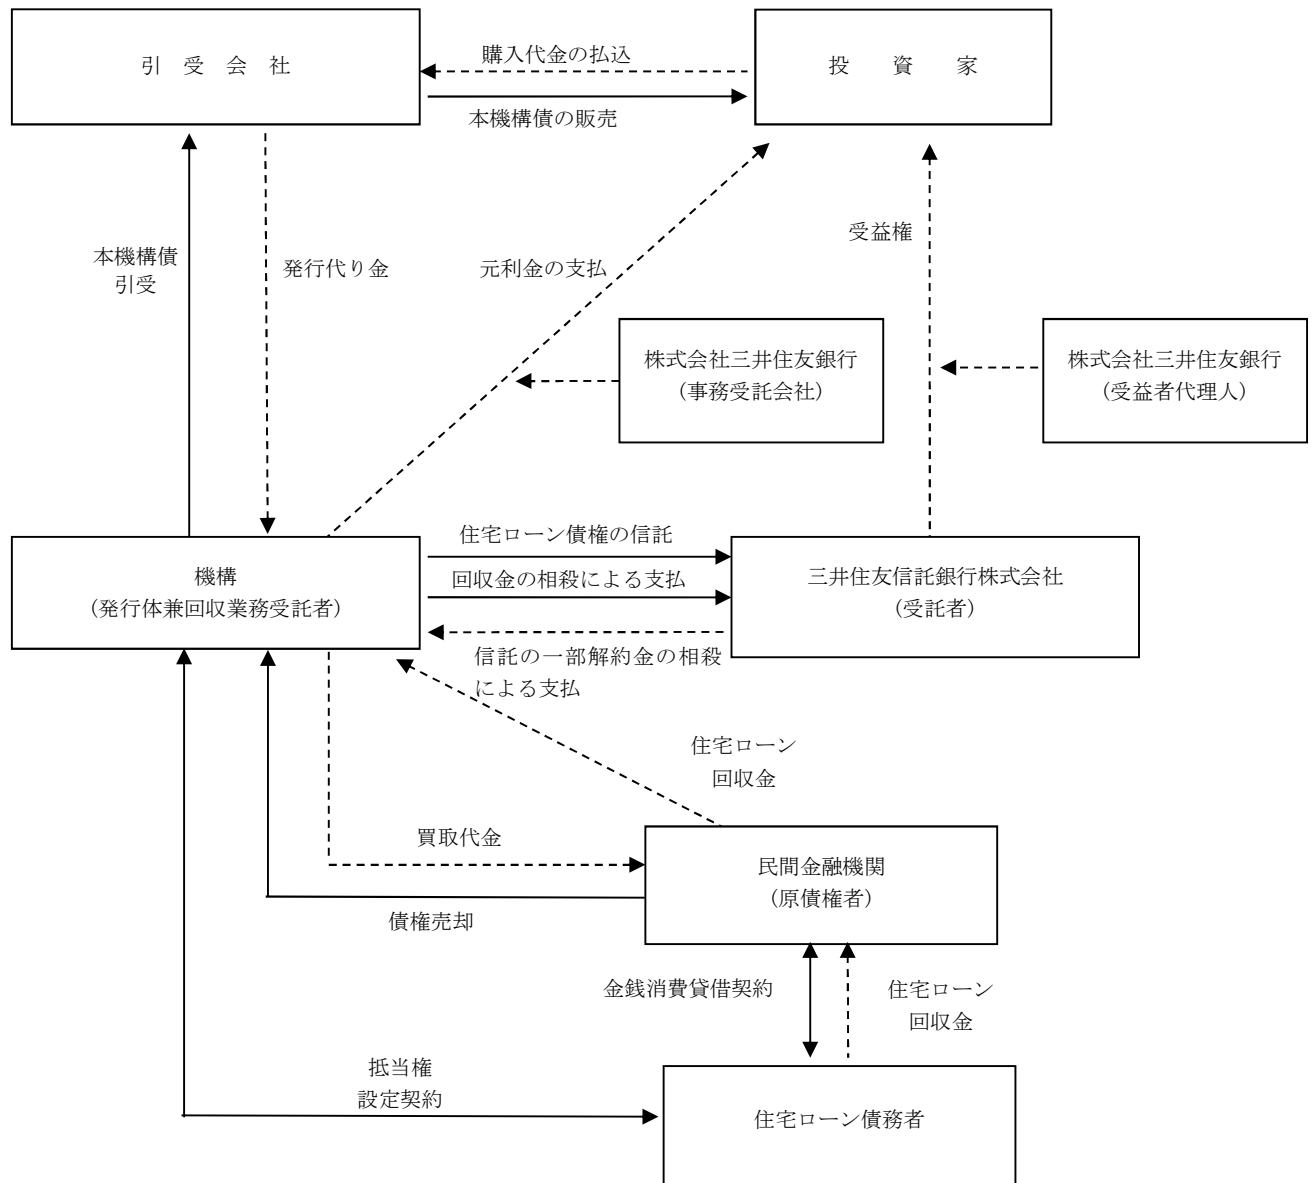 引 受 会 社
購入代金の払込
投 資 家
本機構債の販売
本機構債
引受
発行代り金
元利金の支払
受益権
株式会社三井住友銀行
（事務受託会社）
株式会社三井住友銀行
（受益者代理人）
機構
（発行体兼回収業務受託者）
住宅ローン債権の信託
回収金の相殺による支払
三井住友信託銀行株式会社
（受託者）
信託の一部解約金の相殺
による支払
住宅ローン
回収金
買取代金
民間金融機関
（原債権者）
債権売却
金銭消費貸借契約
住宅ローン
回収金
抵当権
設定契約
住宅ローン債務者